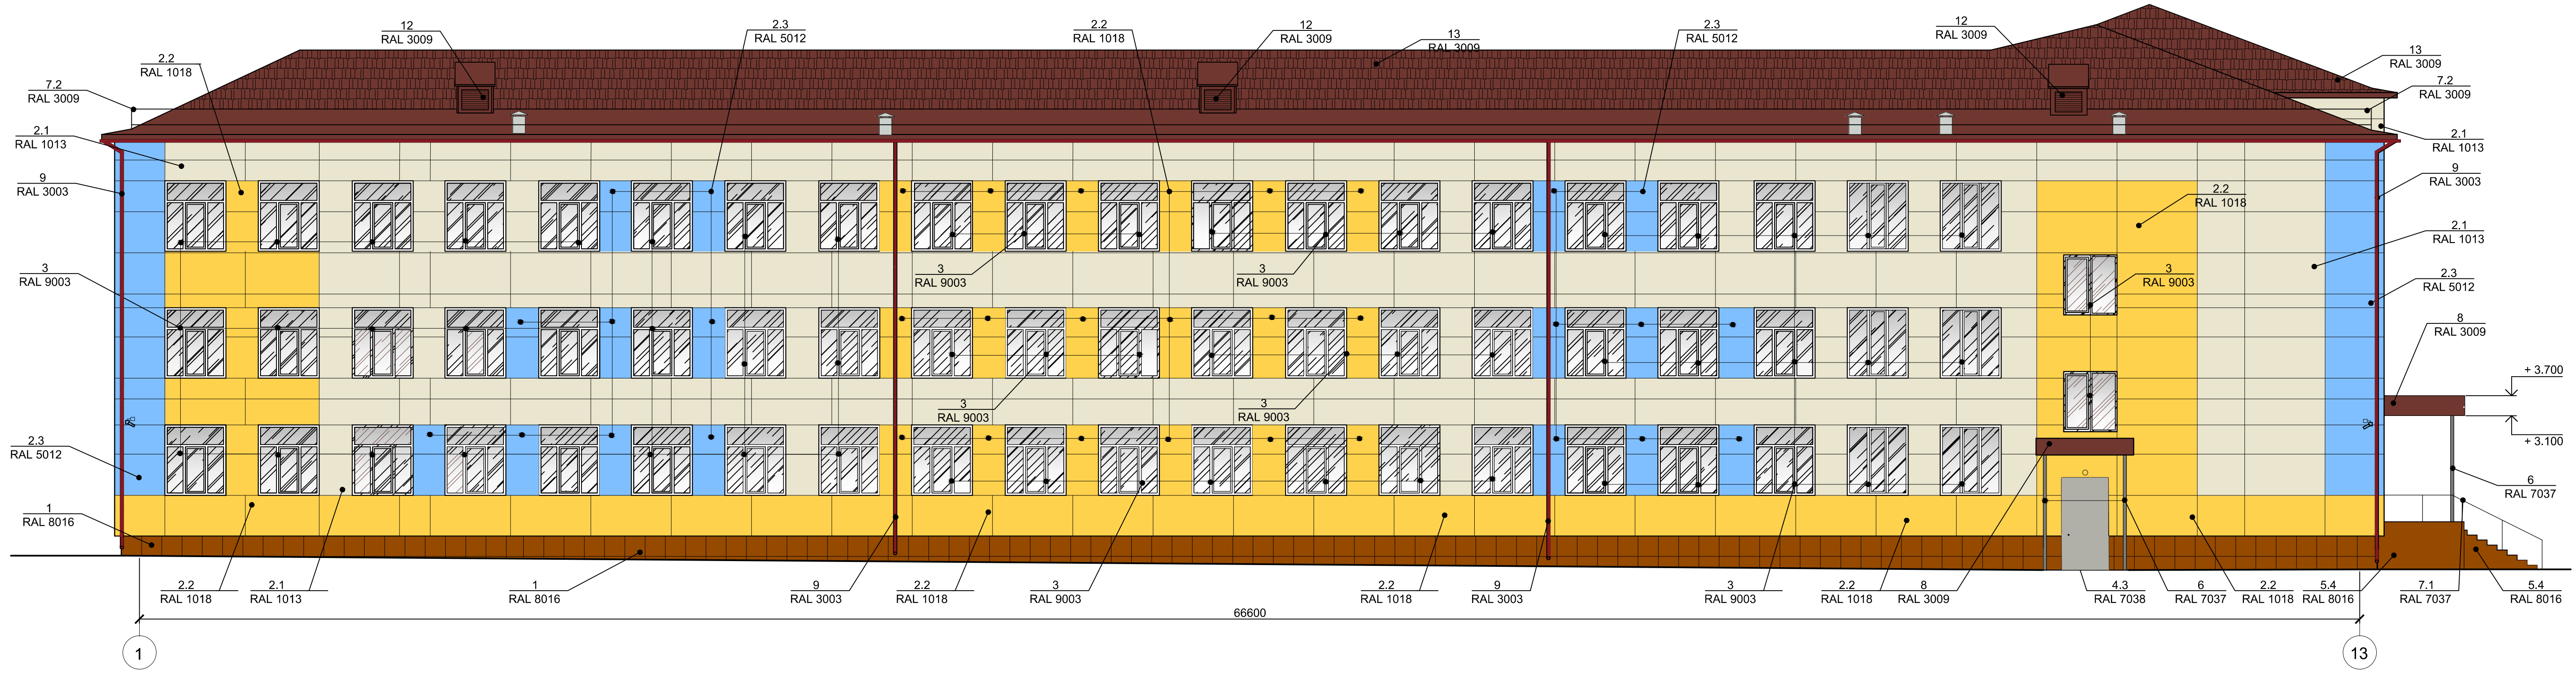 12
RAL 3009
2.3
RAL 5012
2.2
RAL 1018
12
RAL 3009
13
RAL 3009
2.3
RAL 5012
12
RAL 3009
2.2
RAL 1018
13
RAL 3009
7.2
RAL 3009
7.2
RAL 3009
2.1
RAL 1013
2.1
RAL 1013
9
RAL 3003
9
RAL 3003
2.2
RAL 1018
2.1
RAL 1013
3
RAL 9003
3
RAL 9003
3
RAL 9003
3
RAL 9003
2.3
RAL 5012
8
RAL 3009
+ 3.700
3
RAL 9003
3
RAL 9003
+ 3.100
2.3
RAL 5012
6
RAL 7037
1
RAL 8016
2.2
RAL 1018
2.1
RAL 1013
1
RAL 8016
9
RAL 3003
2.2
RAL 1018
3
RAL 9003
2.2
RAL 1018
9
RAL 3003
3
RAL 9003
2.2
RAL 1018
8
RAL 3009
4.3
RAL 7038
6
RAL 7037
2.2
RAL 1018
5.4
RAL 8016
7.1
RAL 7037
5.4
RAL 8016
66600
1
13